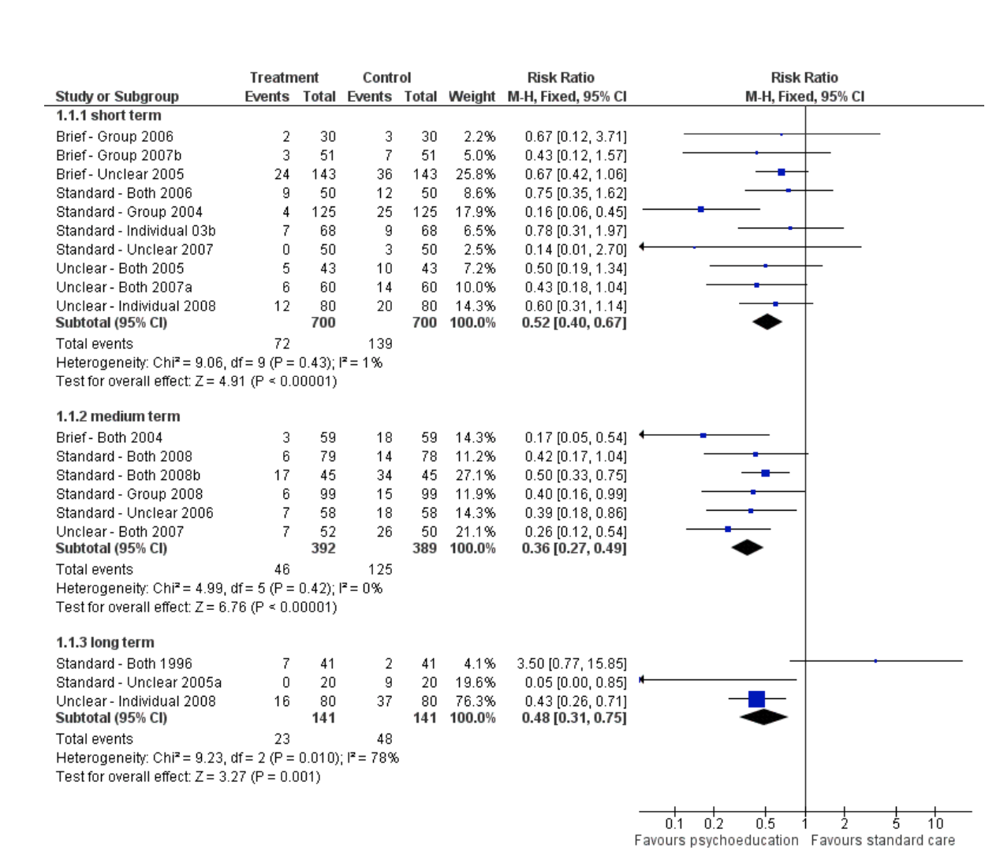 Treatment Control Risk Ratio Risk Ratio
Study or Subgroup Events Total Events Total Weight M-H, Fixed, 95% CI M-H, Fixed, 95% CI
1.1.1 short term
Brief - Group 2006 2 30 3 30 2.2% 0.67 [0.12, 3.71]
Brief - Group 2007b 3 51 7 51 5.0% 0.43 [0.12, 1.57]
Brief - Unclear 2005 24 143 36 143 25.8% 0.67 [0.42, 1.06]
Standard - Both 2006 9 50 12 50 8.6% 0.75 [0.35, 1.62]
Standard - Group 2004 4 125 25 125 17.9% 0.16 [0.06, 0.45]
Standard - Individual 03b 7 68 9 68 6.5% 0.78 [0.31, 1.97]
Standard - Unclear 2007 0 50 3 50 2.5% 0.14 [0.01, 2.70]
Unclear - Both 2005 5 43 10 43 7.2% 0.50 [0.19, 1.34]
Unclear - Both 2007a 6 60 14 60 10.0% 0.43 [0.18, 1.04]
Unclear - Individual 2008 12 80 20 80 14.3% 0.60 [0.31, 1.14]
Subtotal (95% CI) 700 700 100.0% 0.52 [0.40, 0.67]
Total events 72 139
Heterogeneity: Chi² = 9.06, df = 9 (P = 0.43); I² = 1%
Test for overall effect: Z = 4.91 (P < 0.00001)
1.1.2 medium term
Brief - Both 2004 3 59 18 59 14.3% 0.17 [0.05, 0.54]
Standard - Both 2008 6 79 14 78 11.2% 0.42 [0.17, 1.04]
Standard - Both 2008b 17 45 34 45 27.1% 0.50 [0.33, 0.75]
Standard - Group 2008 6 99 15 99 11.9% 0.40 [0.16, 0.99]
Standard - Unclear 2006 7 58 18 58 14.3% 0.39 [0.18, 0.86]
Unclear - Both 2007 7 52 26 50 21.1% 0.26 [0.12, 0.54]
Subtotal (95% CI) 392 389 100.0% 0.36 [0.27, 0.49]
Total events 46 125
Heterogeneity: Chi² = 4.99, df = 5 (P = 0.42); I² = 0%
Test for overall effect: Z = 6.76 (P < 0.00001)
1.1.3 long term
Standard - Both 1996 7 41 2 41 4.1% 3.50 [0.77, 15.85]
Standard - Unclear 2005a 0 20 9 20 19.6% 0.05 [0.00, 0.85]
Unclear - Individual 2008 16 80 37 80 76.3% 0.43 [0.26, 0.71]
Subtotal (95% CI) 141 141 100.0% 0.48 [0.31, 0.75]
Total events 23 48
Heterogeneity: Chi² = 9.23, df = 2 (P = 0.010); I² = 78%
Test for overall effect: Z = 3.27 (P = 0.001)
0.1 0.2 0.5 1 2 5 10
Favours psychoeducation Favours standard care